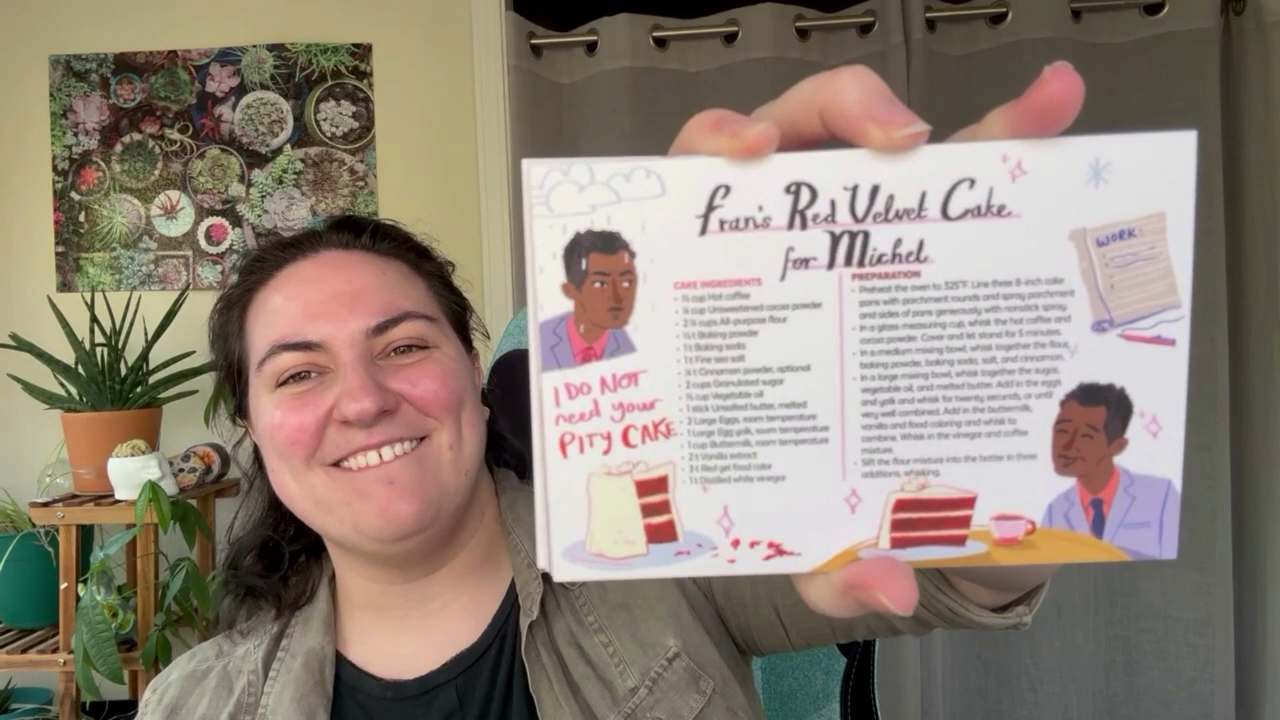 Fran's Red Velvet Cake
for Michel
CAKE INGREDIENTS
• ½ cup Hot coffee
cup Unsweetened cocoa powder
• 2 ¼ cups All-purpose flour
Baking powder
Baking soda
• 1 t Fine sea salt
Cinnamon powder, optional
• 2 cups Granulated sugar
cup Vegetable oil
• 1 stick Unsalted butter, melted
• 2 Large Eggs, room temperature
• 1 Large Egg yolk, room temperature
• 1 cup Buttermilk, room temperature
• 2 t Vanilla extract
• 3 t Red gel food color
• 1 t Distilled white vinegar
PREPARATION
• Preheat the oven to 325°F. Line three 8-inch cake
pans with parchment rounds and spray parchment
and sides of pans generously with nonstick spray.
• In a glass measuring cup, whisk the hot coffee and
cocoa powder. Cover and let stand for 5 minutes.
• In a medium mixing bowl, whisk together the flour,
baking powder, baking soda, salt, and cinnamon.
• In a large mixing bowl, whisk together the sugar,
vegetable oil, and melted butter. Add in the eggs
and yolk and whisk for twenty seconds, or until
very well combined. Add in the buttermilk,
vanilla and food coloring and whisk to
combine. Whisk in the vinegar and coffee
mixture.
• Sift the flour mixture into the batter in three
additions, whisking.
I DO NOT
need your
PITY CAKE.
WORK: